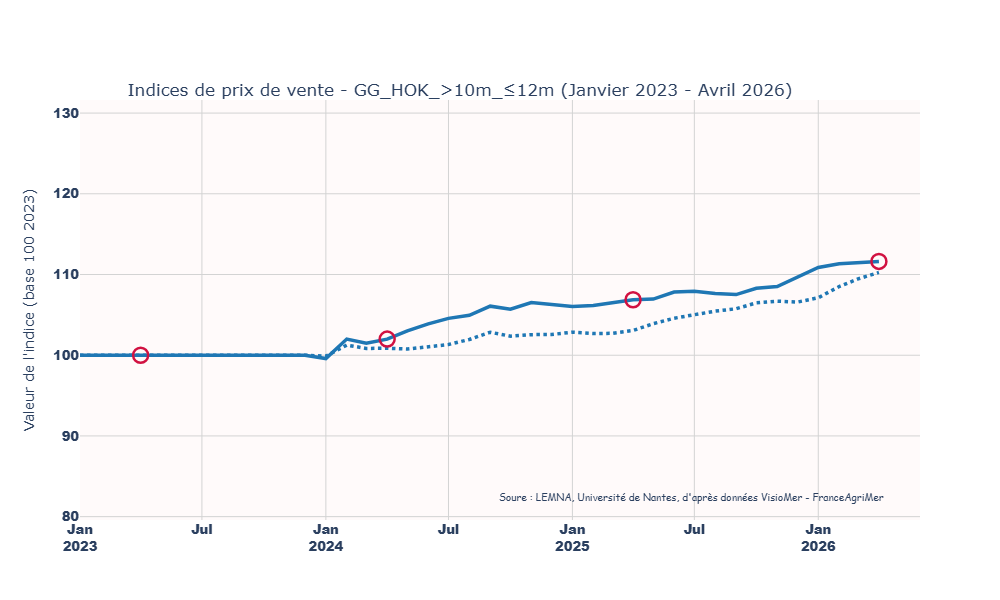 Indices de prix de vente - GG_HOK_>10m_≤12m (Janvier 2023 - Avril 2026)
Valeur de l'indice (base 100 2023)
130
120
110
100
90
80
Soure : LEMNA, Université de Nantes, d'après données VisioMer - FranceAgriMer
Jan Jul Jan Jul Jan Jul Jan
2023 2024 2025 2026